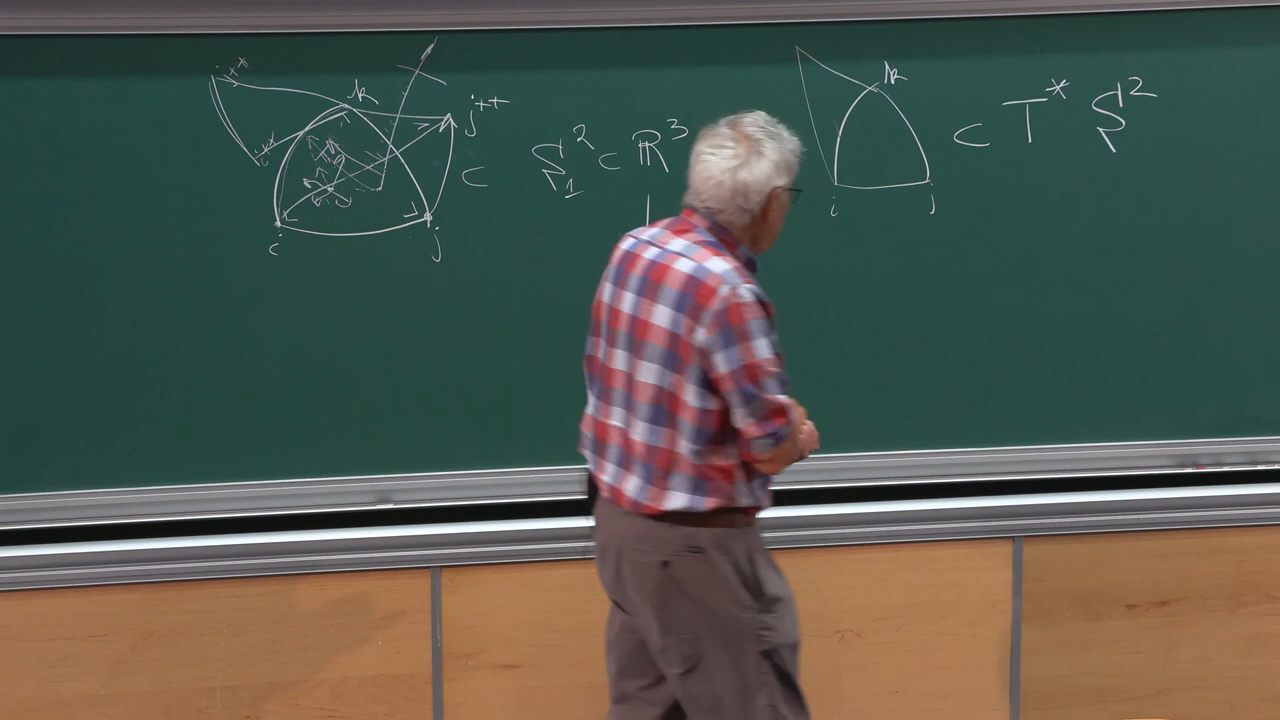 k
j⁺⁺
i
j
⊂ S₁² ⊂ ℝ³
k
i
j
⊂ T* S²